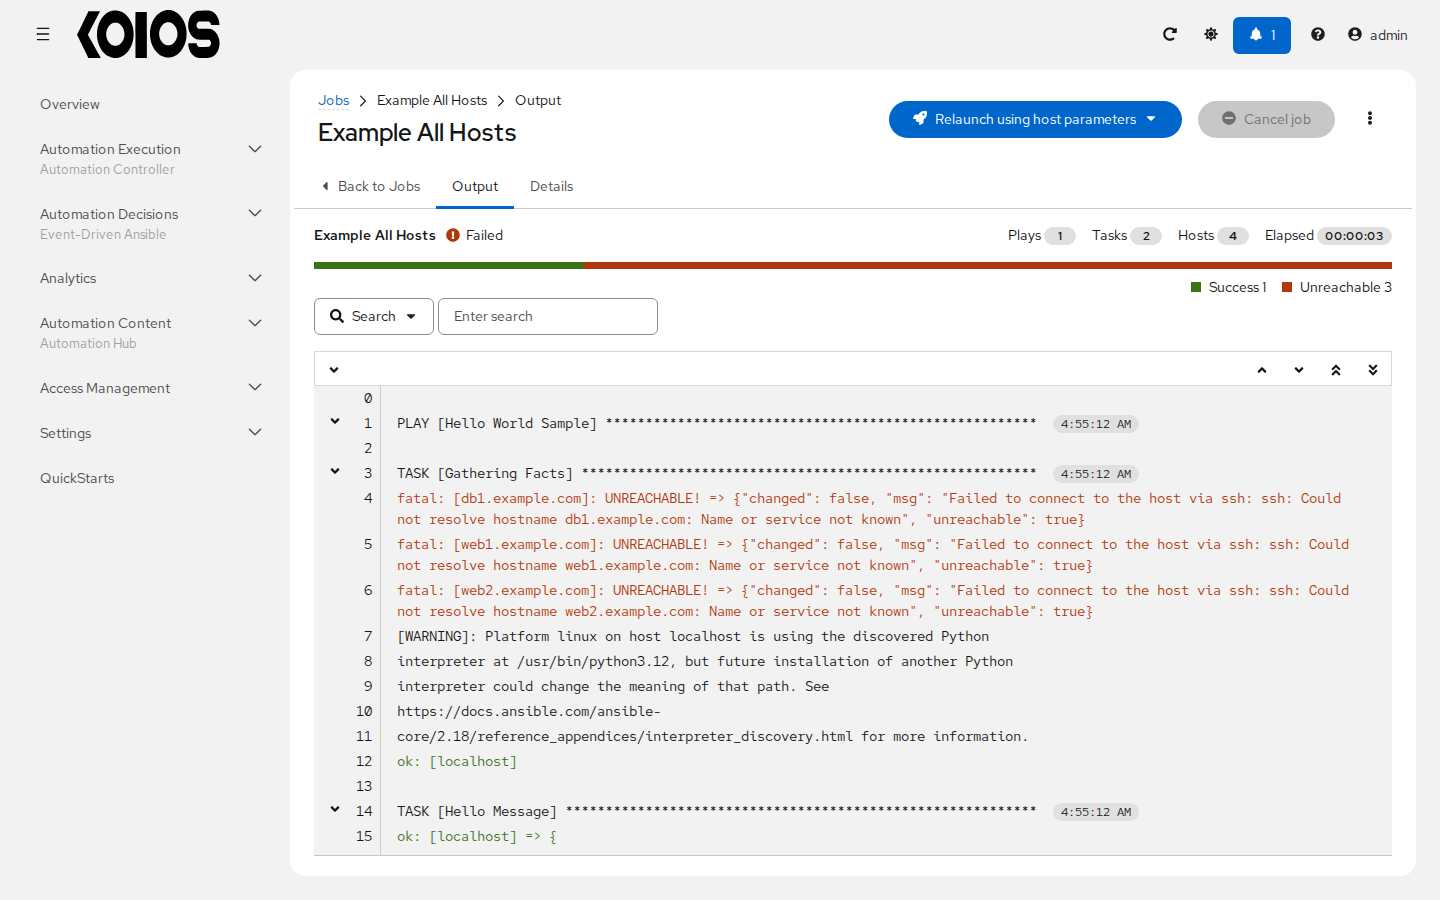 KOIOS
1
admin
Overview
Automation Execution
Automation Controller
Automation Decisions
Event-Driven Ansible
Analytics
Automation Content
Automation Hub
Access Management
Settings
QuickStarts
Jobs > Example All Hosts > Output
Example All Hosts
Relaunch using host parameters
Cancel job
Back to Jobs Output Details
Example All Hosts Failed
Plays 1 Tasks 2 Hosts 4 Elapsed 00:00:03
Success 1 Unreachable 3
Search Enter search
0
1 PLAY [Hello World Sample] ****************************************************** 4:55:12 AM
2
3 TASK [Gathering Facts] ********************************************************* 4:55:12 AM
4 fatal: [db1.example.com]: UNREACHABLE! => {"changed": false, "msg": "Failed to connect to the host via ssh: ssh: Could
not resolve hostname db1.example.com: Name or service not known", "unreachable": true}
5 fatal: [web1.example.com]: UNREACHABLE! => {"changed": false, "msg": "Failed to connect to the host via ssh: ssh: Could
not resolve hostname web1.example.com: Name or service not known", "unreachable": true}
6 fatal: [web2.example.com]: UNREACHABLE! => {"changed": false, "msg": "Failed to connect to the host via ssh: ssh: Could
not resolve hostname web2.example.com: Name or service not known", "unreachable": true}
7 [WARNING]: Platform linux on host localhost is using the discovered Python
8 interpreter at /usr/bin/python3.12, but future installation of another Python
9 interpreter could change the meaning of that path. See
10 https://docs.ansible.com/ansible-
11 core/2.18/reference_appendices/interpreter_discovery.html for more information.
12 ok: [localhost]
13
14 TASK [Hello Message] *********************************************************** 4:55:12 AM
15 ok: [localhost] => {